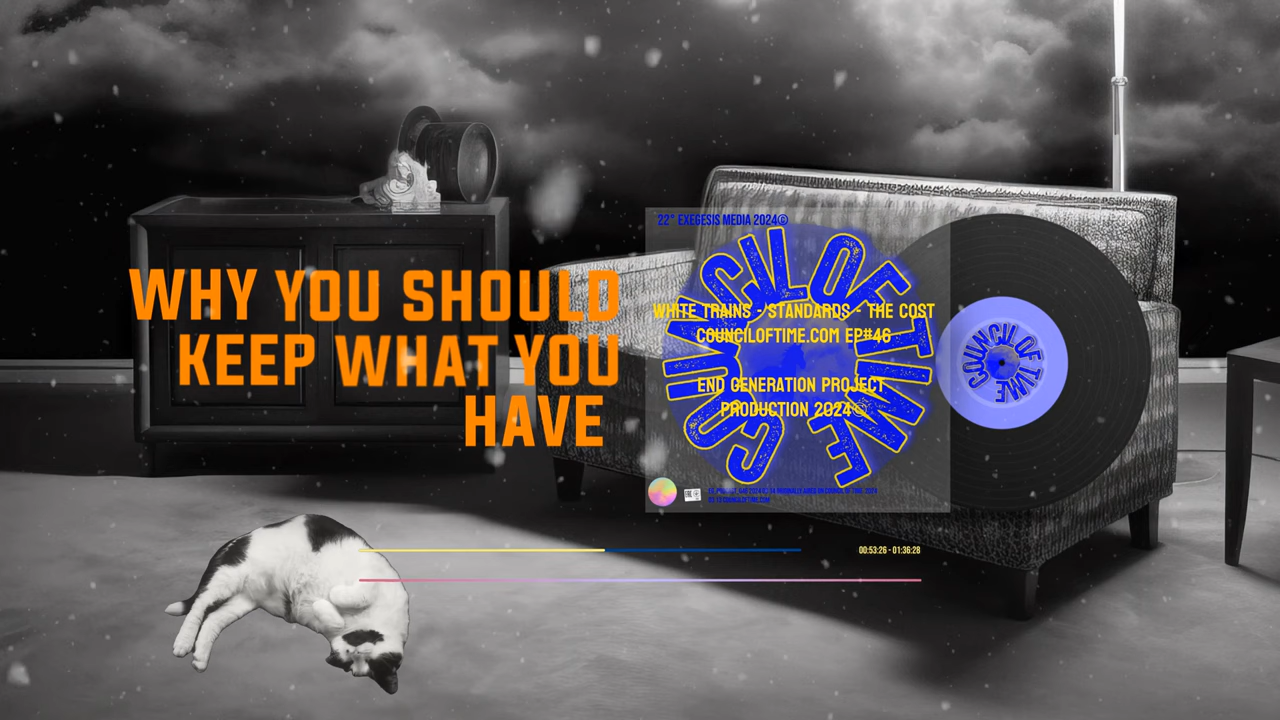 WHY YOU SHOULD
KEEP WHAT YOU
HAVE
22" EXEGESIS MEDIA 2024©
COUNCIL OF TIME
WHITE TRAINS - STANDARDS - THE COST
COUNCILOFTIME.COM EP#46
END GENERATION PROJECT
PRODUCTION 2024©
COUNCIL OF TIME
00:53:26 - 01:36:28